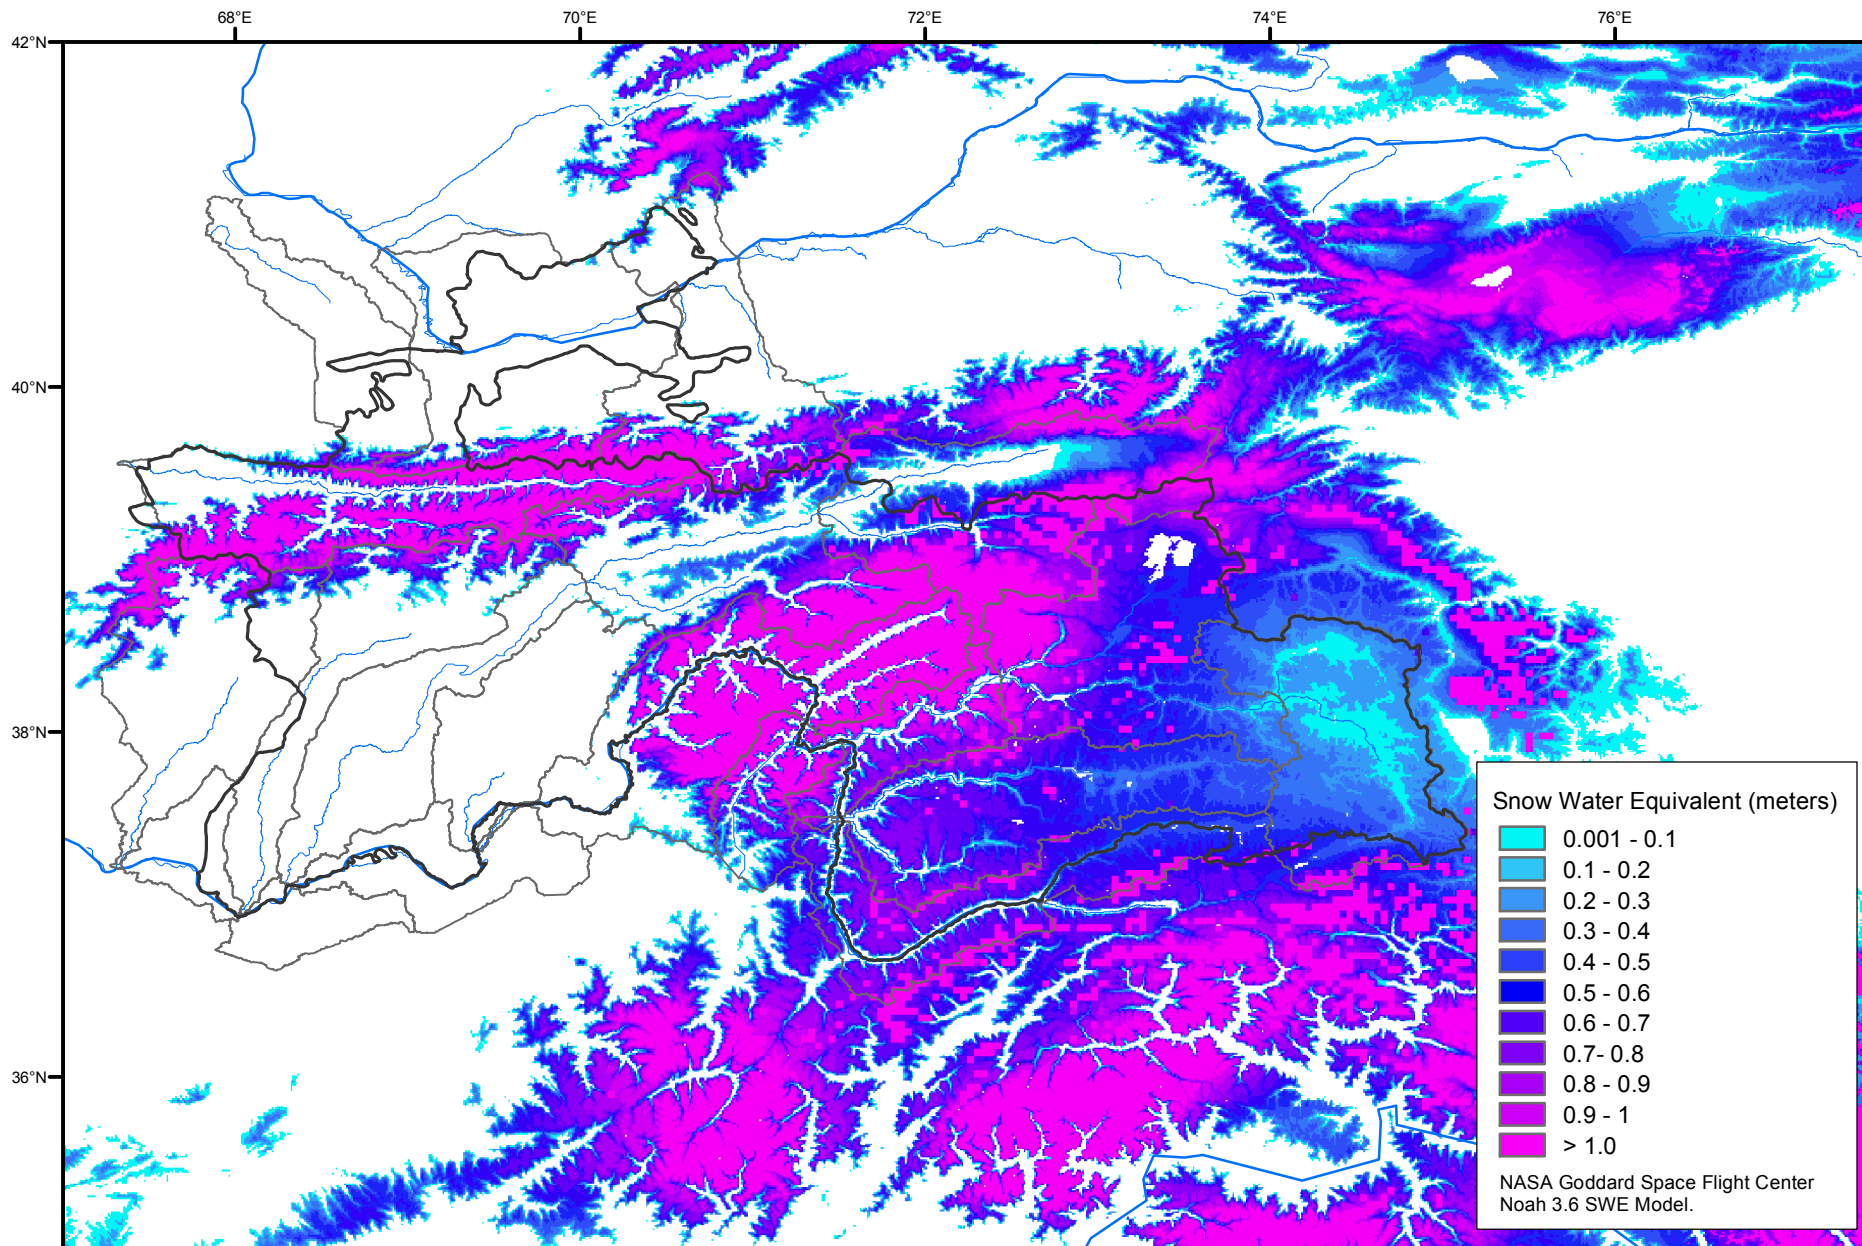 68°E
70°E
72°E
74°E
76°E
42°N
40°N
38°N
36°N
Snow Water Equivalent (meters)
0.001 - 0.1
0.1 - 0.2
0.2 - 0.3
0.3 - 0.4
0.4 - 0.5
0.5 - 0.6
0.6 - 0.7
0.7- 0.8
0.8 - 0.9
0.9 - 1
> 1.0
NASA Goddard Space Flight Center
Noah 3.6 SWE Model.